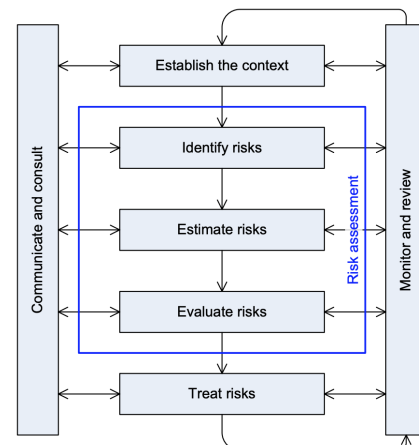 Establish the context
Communicate and consult
Identify risks
Estimate risks
Risk assessment
Monitor and review
Evaluate risks
Treat risks